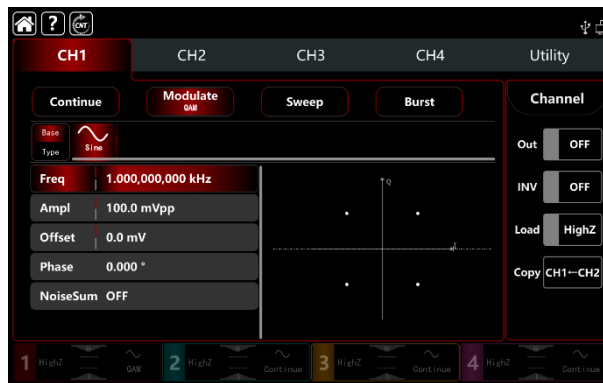 ? CNT
CH1 CH2 CH3 CH4 Utility
Continue Modulate QAM Sweep Burst Channel
Base
Type Sine
Out OFF
Freq 1.000,000,000 kHz
Q
INV OFF
Ampl 100.0 mVpp
Offset 0.0 mV
Load HighZ
I
Phase 0.000 °
Copy CH1←CH2
NoiseSum OFF
1 HighZ QAM 2 HighZ Continue 3 HighZ Continue 4 HighZ Continue